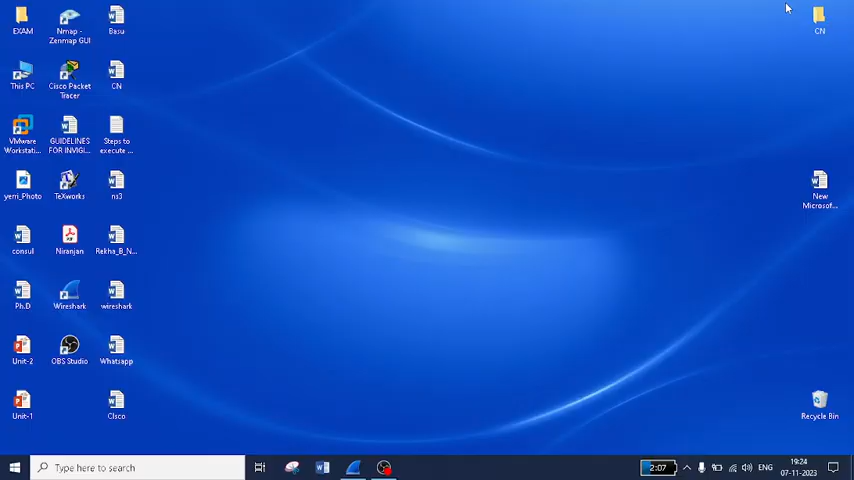 EXAM
Nmap -
Zenmap GUI
Basu
CN
This PC
Cisco Packet
Tracer
CN
VMware
Workstati...
GUIDELINES
FOR INVIGI...
Steps to
execute ...
yerri_Photo
TeXworks
ns3
New
Microsof...
consul
Niranjan
Rekha_B_N...
Ph.D
Wireshark
wireshark
Unit-2
OBS Studio
Whatsapp
Unit-1
CIsco
Recycle Bin
Type here to search
2:07
ENG
19:24
07-11-2023